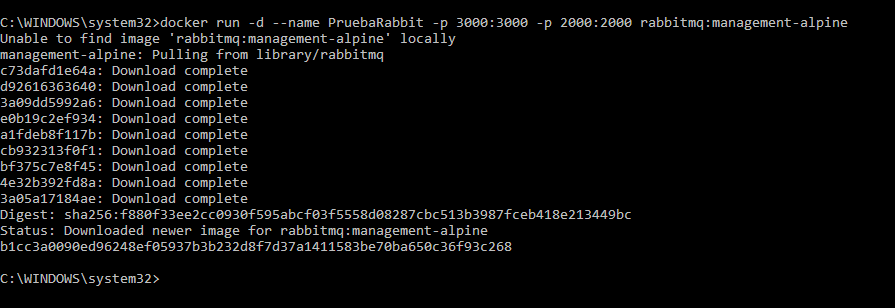 C:\WINDOWS\system32>docker run -d --name PruebaRabbit -p 3000:3000 -p 2000:2000 rabbitmq:management-alpine
Unable to find image 'rabbitmq:management-alpine' locally
management-alpine: Pulling from library/rabbitmq
c73dafd1e64a: Download complete
d92616363640: Download complete
3a09dd5992a6: Download complete
e0b19c2ef934: Download complete
a1fdeb8f117b: Download complete
cb932313f0f1: Download complete
bf375c7e8f45: Download complete
4e32b392fd8a: Download complete
3a05a17184ae: Download complete
Digest: sha256:f880f33ee2cc0930f595abcf03f5558d08287cbc513b3987fceb418e213449bc
Status: Downloaded newer image for rabbitmq:management-alpine
b1cc3a0090ed96248ef05937b3b232d8f7d37a1411583be70ba650c36f93c268
C:\WINDOWS\system32>